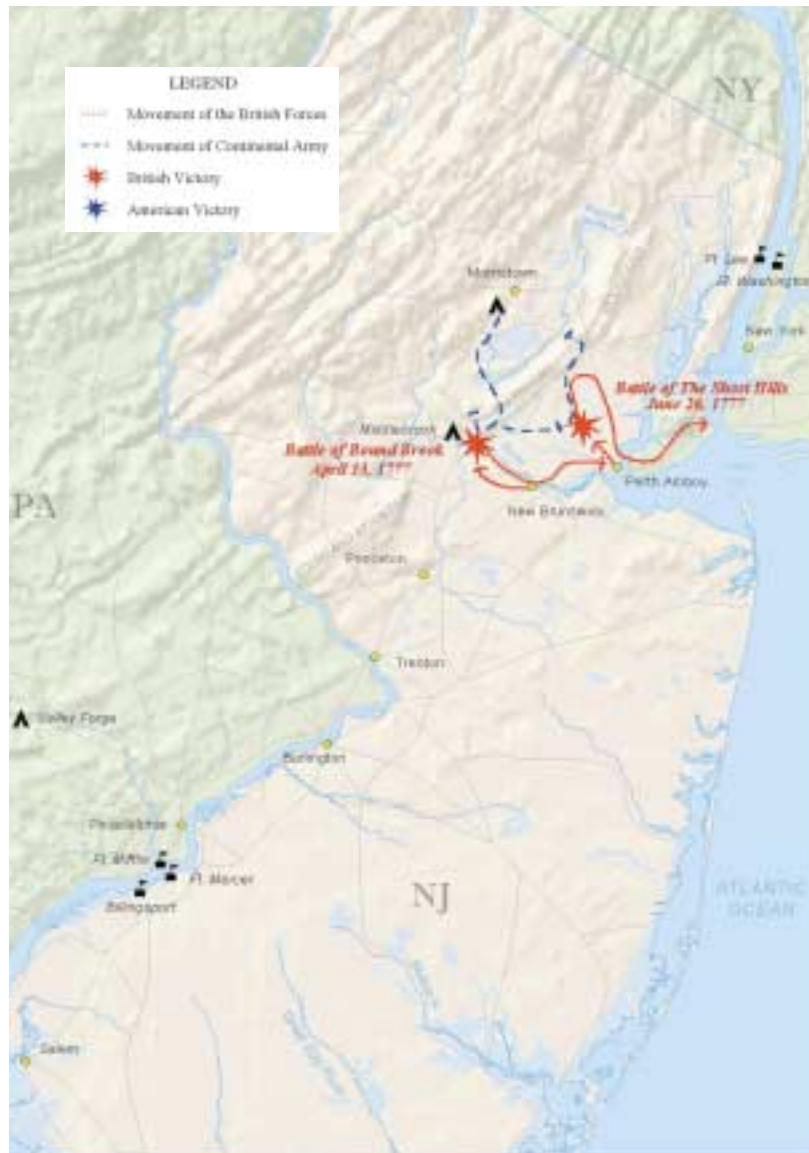 LEGEND
Movement of the British Forces
Movement of Continental Army
British Victory
American Victory
NY
Morristown
Ft. Lee
Ft. Washington
New York
Battle of The Short Hills
June 26, 1777
Middlebrook
Battle of Bound Brook
April 13, 1777
Perth Amboy
New Brunswick
PA
Princeton
Trenton
Valley Forge
Burlington
Philadelphia
Ft. Mifflin
Ft. Mercer
Billingsport
NJ
ATLANTIC
OCEAN
Salem